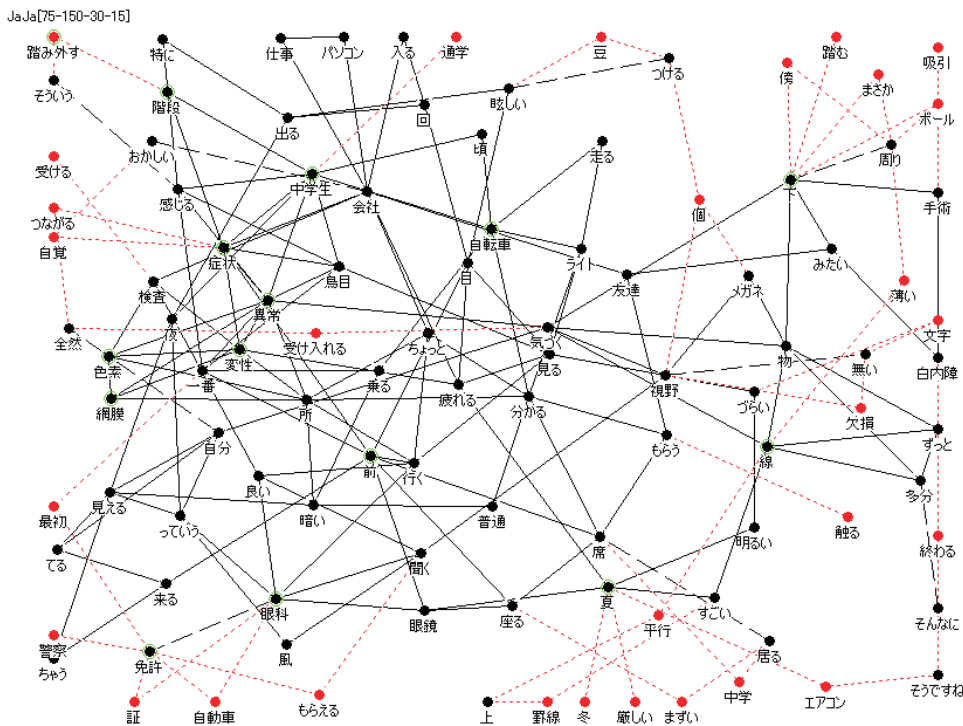 JaJa[75-150-30-15]
踏み外す
特に
仕事
パソコン
入る
通学
豆
つける
踏む
傍
まさか
吸引
そういう
階段
出る
回
眩しい
ボール
おかしい
頃
走る
周り
受ける
中学生
感じる
会社
下
手術
つながる
自覚
症状
自転車
個
ライト
みたい
鳥目
目
友達
メガネ
薄い
検査
異常
夜
全然
受け入れる
ちょっと
気づく
見る
物
文字
色素
変性
一番
乗る
疲れる
視野
無い
白内障
網膜
所
分かる
づらい
欠損
自分
前
行く
もらう
線
ずっと
良い
多分
見える
最初
っていう
暗い
普通
触る
明るい
席
終わる
てる
聞く
来る
眼科
眼鏡
座る
夏
すごい
平行
そんなに
警察
ちゃう
免許
風
居る
中学
エアコン
そうですね
証
自動車
もらえる
上
罫線
冬
厳しい
まずい